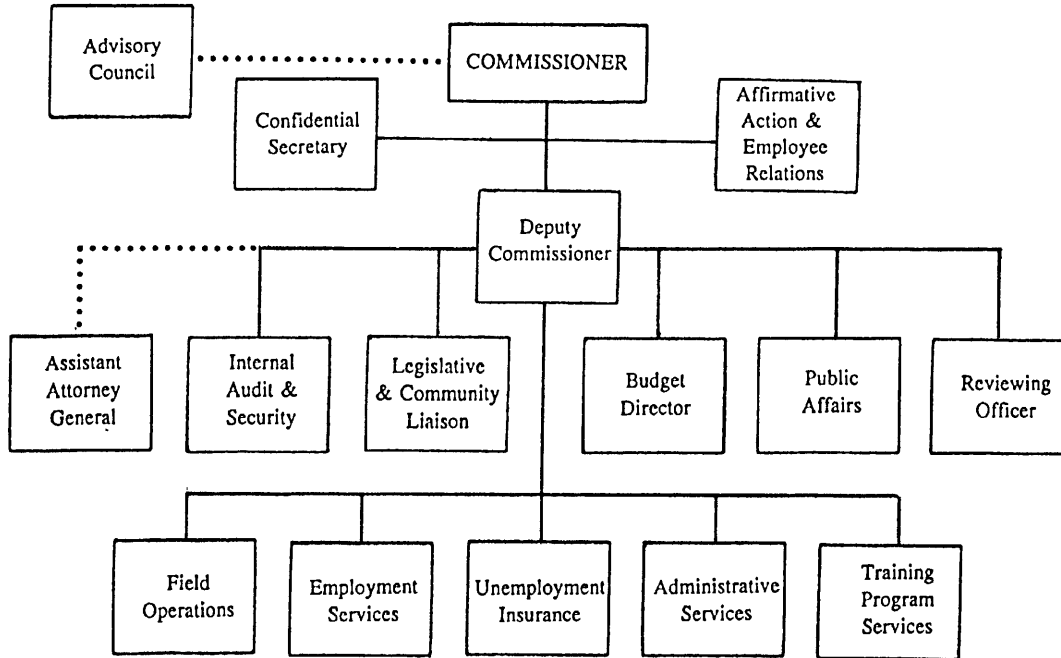 Advisory
Council
COMMISSIONER
Confidential
Secretary
Affirmative
Action &
Employee
Relations
Deputy
Commissioner
Assistant
Attorney
General
Internal
Audit &
Security
Legislative
& Community
Liaison
Budget
Director
Public
Affairs
Reviewing
Officer
Field
Operations
Employment
Services
Unemployment
Insurance
Administrative
Services
Training
Program
Services